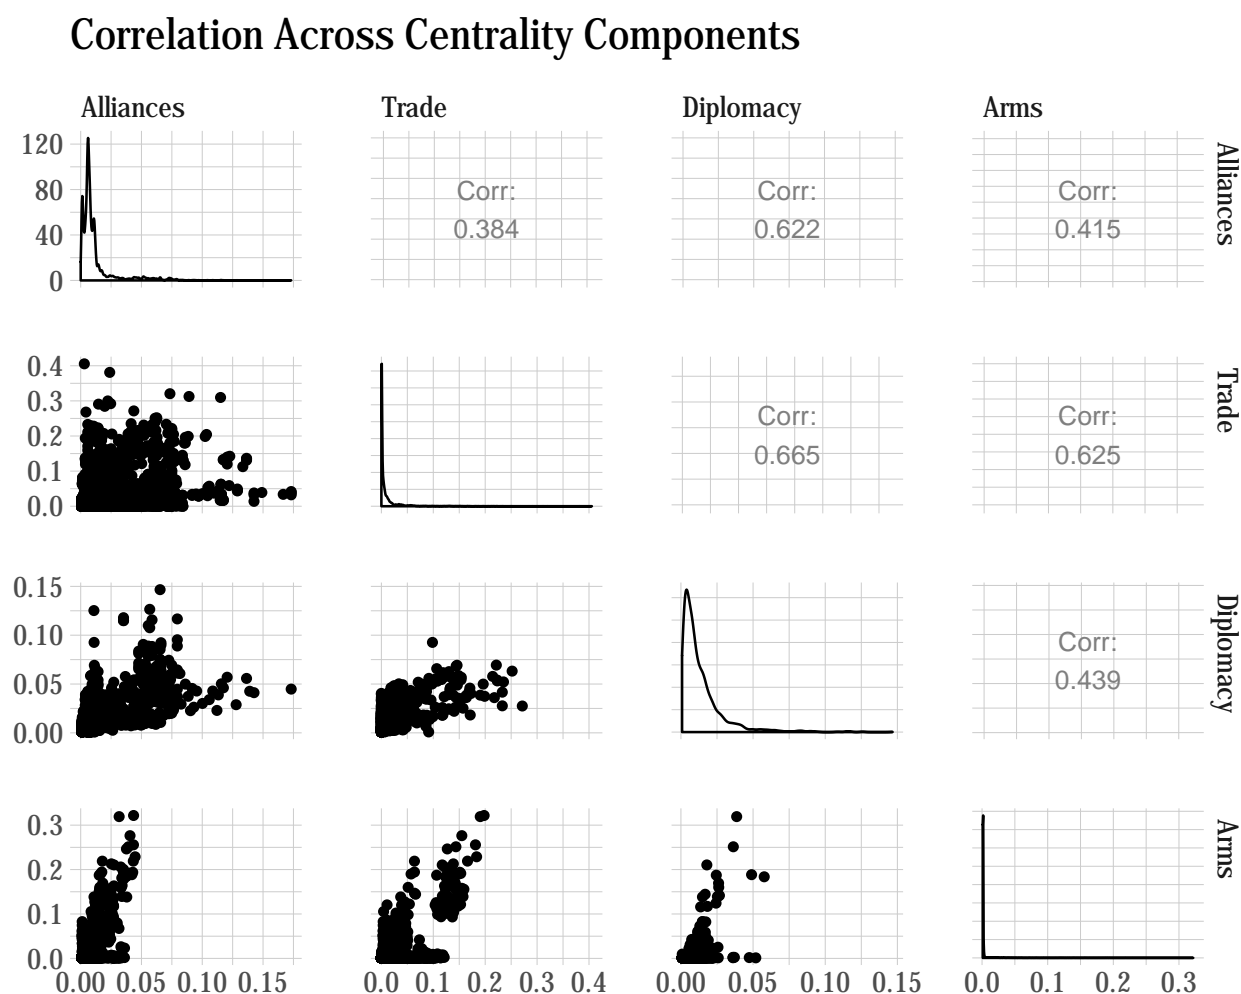 Correlation Across Centrality Components
Alliances Trade Diplomacy Arms
120
80
40
0
Corr:
0.384
Corr:
0.622
Corr:
0.415
Alliances
0.4
0.3
0.2
0.1
0.0
Corr:
0.665
Corr:
0.625
Trade
0.15
0.10
0.05
0.00
Corr:
0.439
Diplomacy
0.3
0.2
0.1
0.0
Arms
0.00 0.05 0.10 0.15 0.0 0.1 0.2 0.3 0.4 0.00 0.05 0.10 0.15 0.0 0.1 0.2 0.3